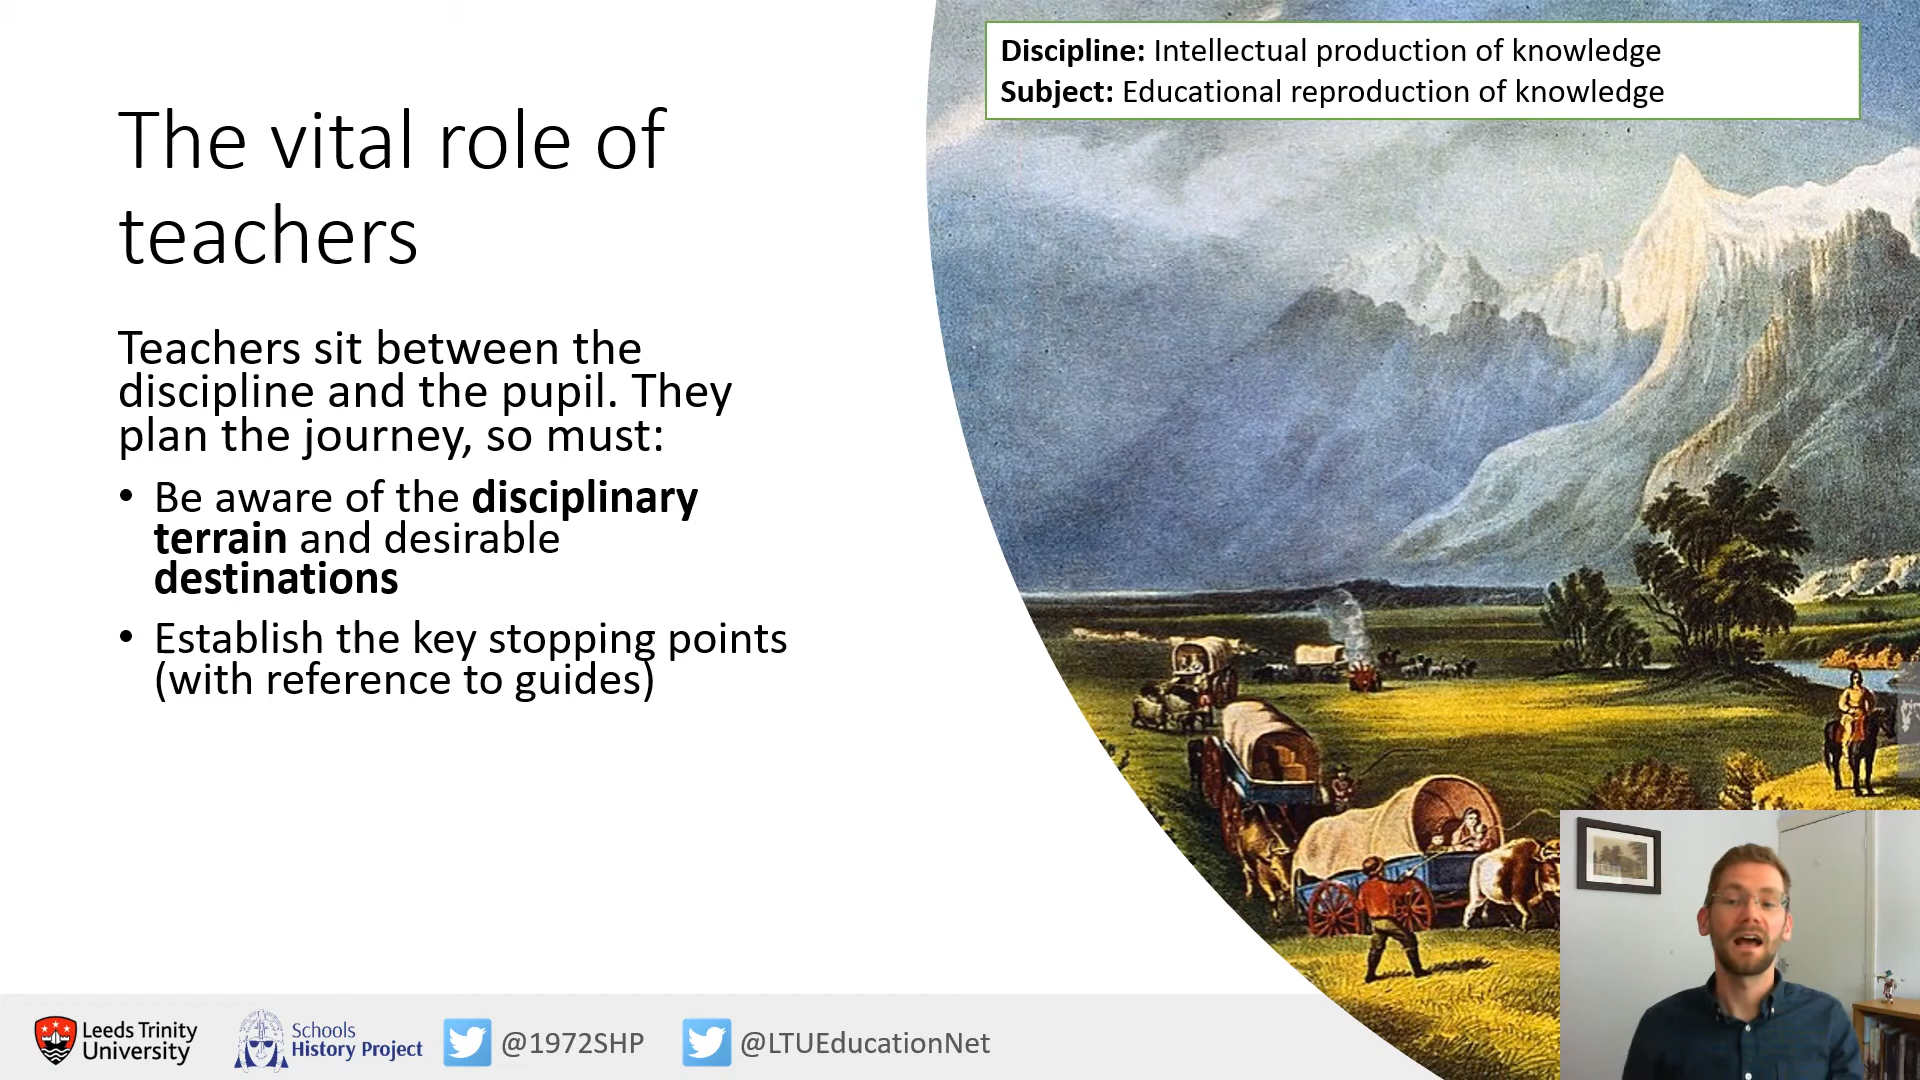 The vital role of
teachers
Discipline: Intellectual production of knowledge
Subject: Educational reproduction of knowledge
Teachers sit between the
discipline and the pupil. They
plan the journey, so must:
• Be aware of the disciplinary
terrain and desirable
destinations
• Establish the key stopping points
(with reference to guides)
Leeds Trinity
University
Schools
History Project
@1972SHP
@LTUEducationNet